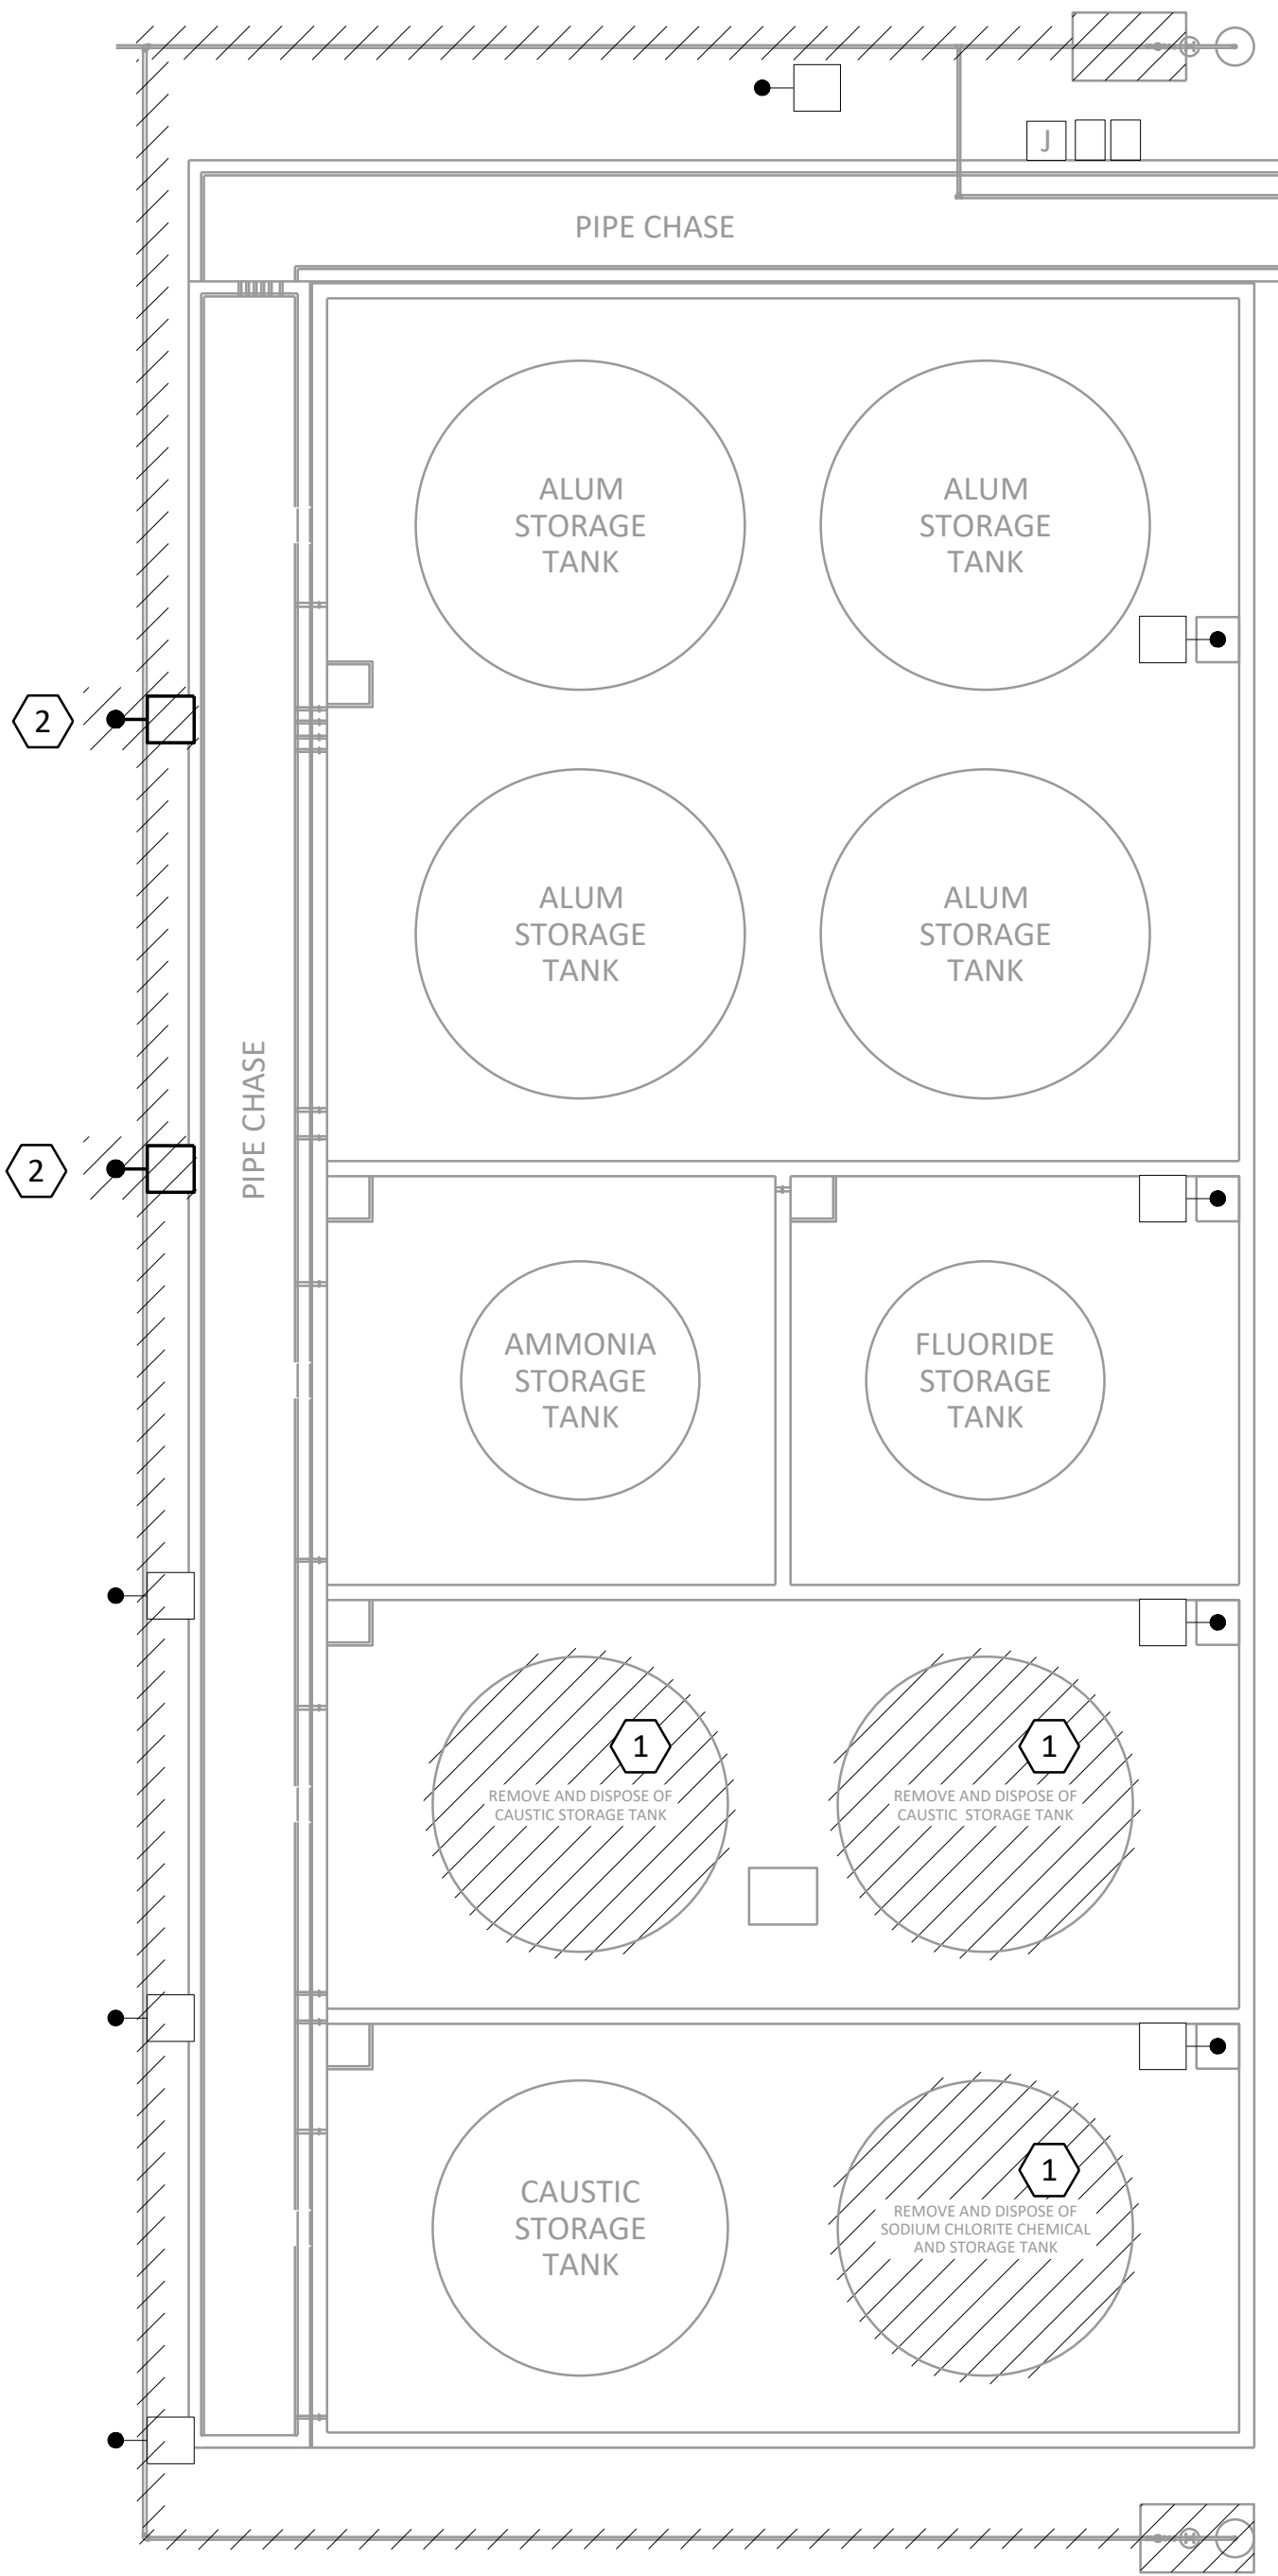 J
PIPE CHASE
ALUM
STORAGE
TANK
ALUM
STORAGE
TANK
2
ALUM
STORAGE
TANK
ALUM
STORAGE
TANK
PIPE CHASE
2
AMMONIA
STORAGE
TANK
FLUORIDE
STORAGE
TANK
1
REMOVE AND DISPOSE OF
CAUSTIC STORAGE TANK
1
REMOVE AND DISPOSE OF
CAUSTIC STORAGE TANK
CAUSTIC
STORAGE
TANK
1
REMOVE AND DISPOSE OF
SODIUM CHLORITE CHEMICAL
AND STORAGE TANK